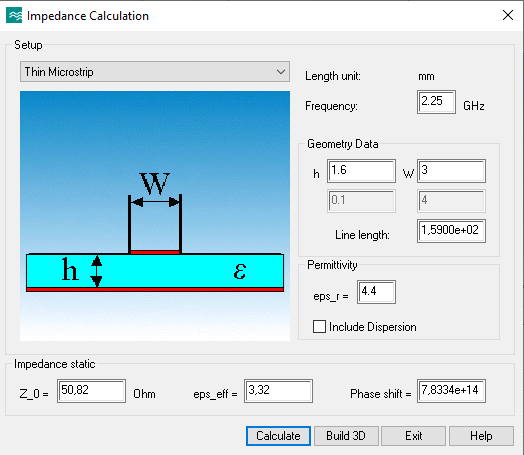 Impedance Calculation
Setup
Thin Microstrip
Length unit: mm
Frequency: 2.25 GHz
W
h ε
Geometry Data
h 1.6 W 3
0.1 4
Line length: 1,5900e+02
Permittivity
eps_r = 4.4
Include Dispersion
Impedance static
Z_0 = 50,82 Ohm eps_eff = 3,32 Phase shift = 7,8334e+14
Calculate Build 3D Exit Help